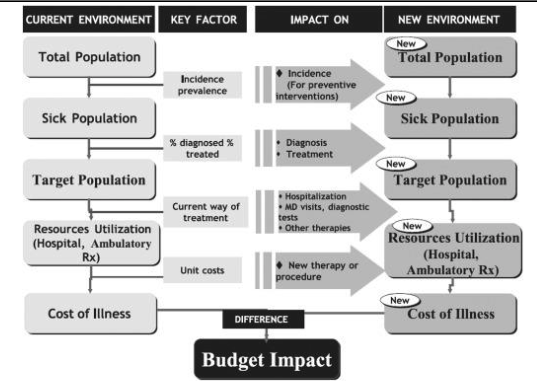 CURRENT ENVIRONMENT
KEY FACTOR
IMPACT ON
NEW ENVIRONMENT
Total Population
Incidence
prevalence
♦ Incidence
(For preventive
interventions)
New
Total Population
Sick Population
% diagnosed %
treated
• Diagnosis
• Treatment
New
Sick Population
Target Population
Current way of
treatment
• Hospitalization
• MD visits, diagnostic
tests
• Other therapies
New
Target Population
Resources Utilization
(Hospital, Ambulatory
Rx)
Unit costs
♦ New therapy or
procedure
New
Resources Utilization
(Hospital,
Ambulatory Rx)
Cost of Illness
New
Cost of Illness
DIFFERENCE
Budget Impact